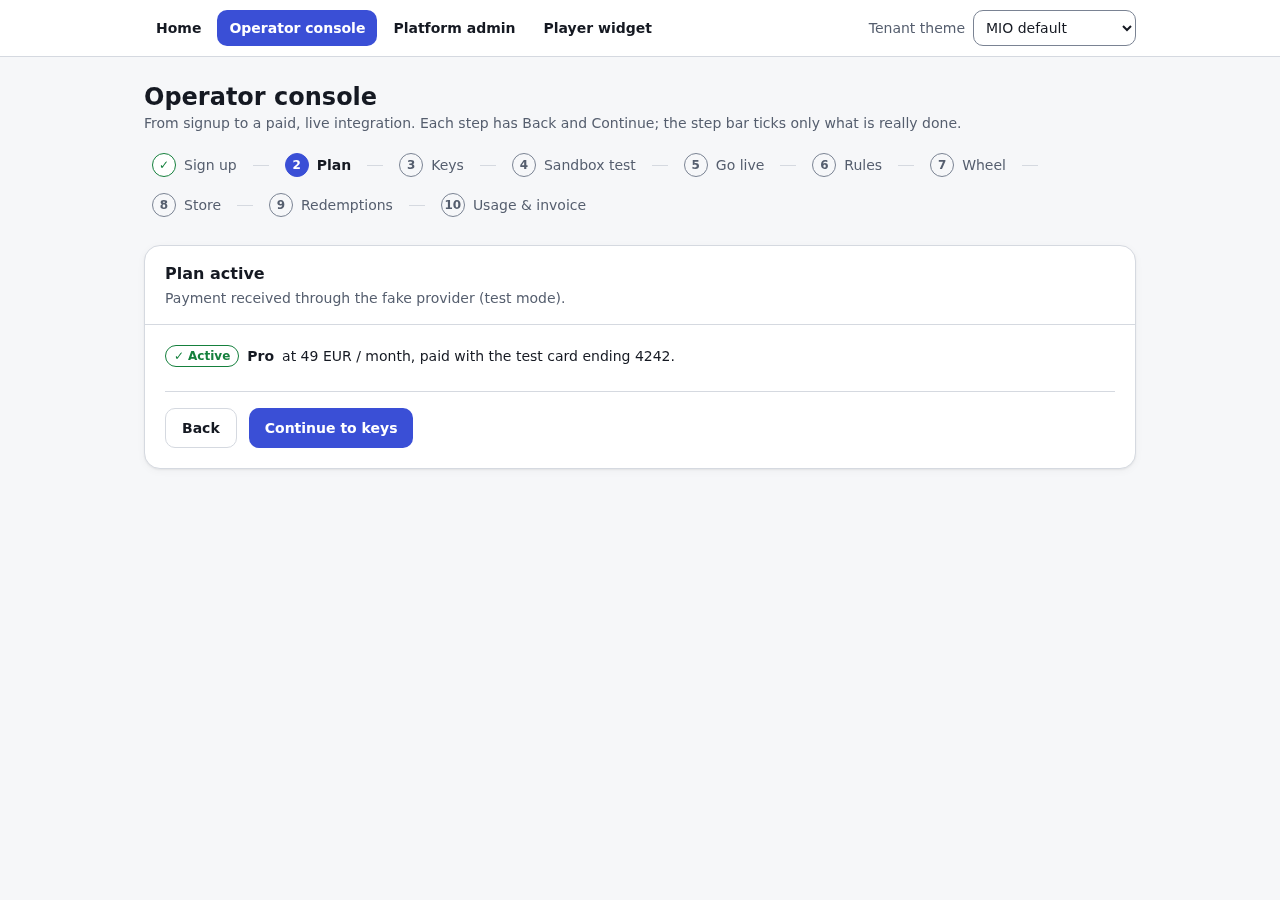 Home Operator console Platform admin Player widget Tenant theme MIO default
Operator console
From signup to a paid, live integration. Each step has Back and Continue; the step bar ticks only what is really done.
✓ Sign up 2 Plan 3 Keys 4 Sandbox test 5 Go live 6 Rules 7 Wheel
8 Store 9 Redemptions 10 Usage & invoice
Plan active
Payment received through the fake provider (test mode).
✓ Active Pro at 49 EUR / month, paid with the test card ending 4242.
Back Continue to keys